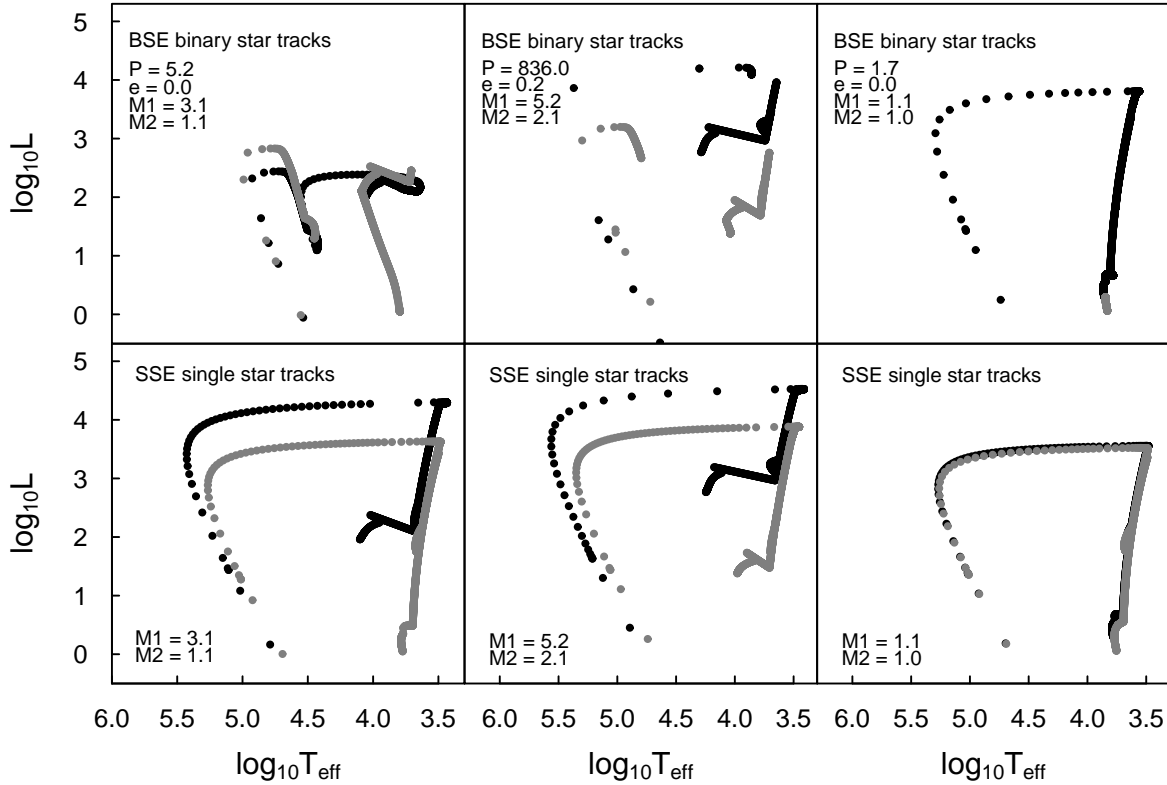 BSE binary star tracks
P = 5.2
e = 0.0
M1 = 3.1
M2 = 1.1
BSE binary star tracks
P = 836.0
e = 0.2
M1 = 5.2
M2 = 2.1
BSE binary star tracks
P = 1.7
e = 0.0
M1 = 1.1
M2 = 1.0
5
4
3
2
1
0
log10L
SSE single star tracks
M1 = 3.1
M2 = 1.1
SSE single star tracks
M1 = 5.2
M2 = 2.1
SSE single star tracks
M1 = 1.1
M2 = 1.0
5
4
3
2
1
0
log10L
6.0 5.5 5.0 4.5 4.0 3.5 6.0 5.5 5.0 4.5 4.0 3.5 6.0 5.5 5.0 4.5 4.0 3.5
log10Teff log10Teff log10Teff